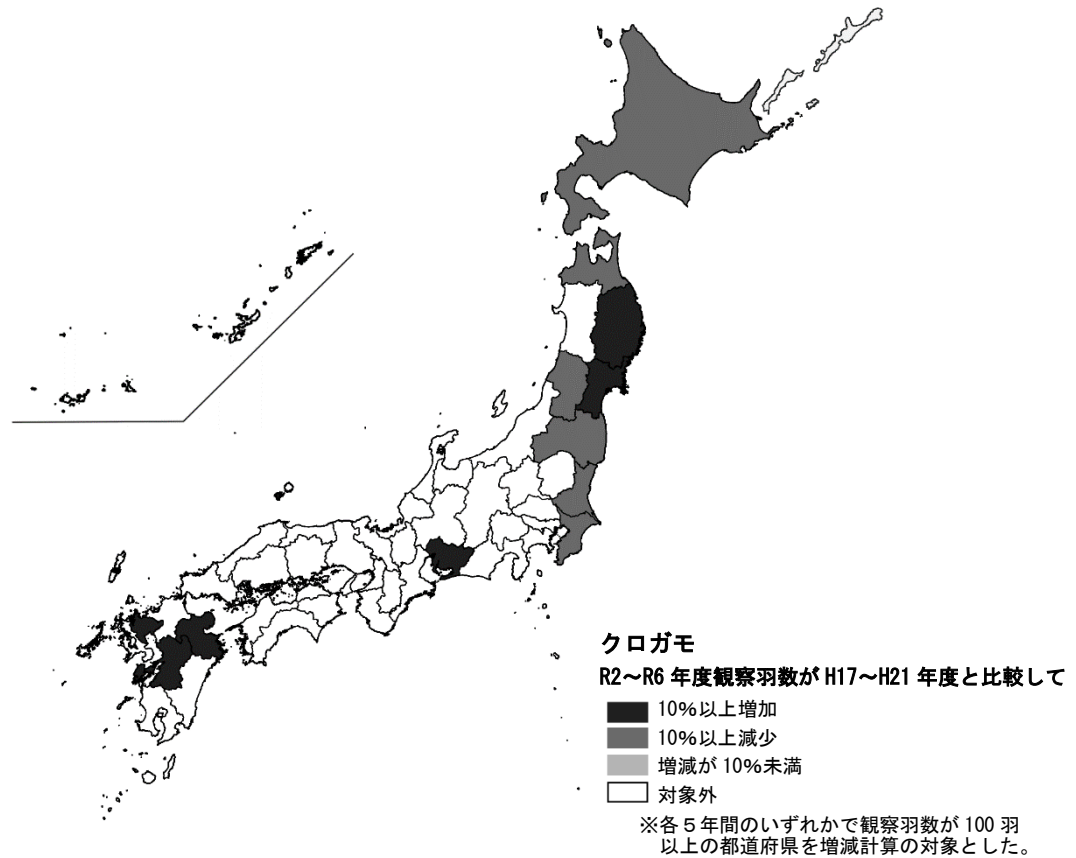 クロガモ
R2～R6 年度観察羽数が H17～H21 年度と比較して
10%以上増加
10%以上減少
増減が 10%未満
対象外
※各５年間のいずれかで観察羽数が 100 羽
以上の都道府県を増減計算の対象とした。